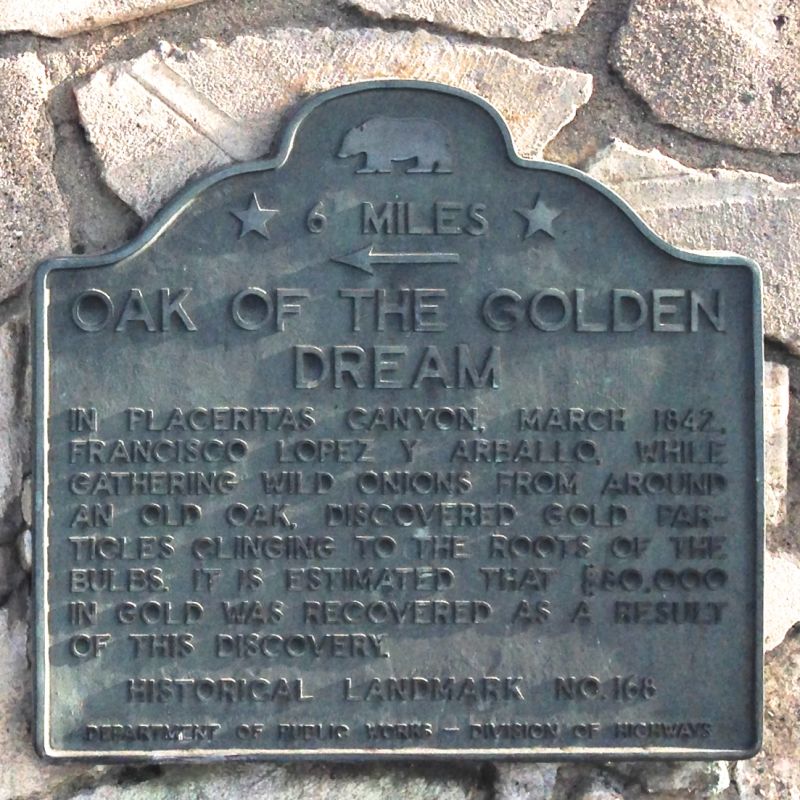 6 MILES
OAK OF THE GOLDEN
DREAM
IN PLACERITAS CANYON, MARCH 1842,
FRANCISCO LOPEZ Y ARBALLO, WHILE
GATHERING WILD ONIONS FROM AROUND
AN OLD OAK, DISCOVERED GOLD PAR-
TICLES CLINGING TO THE ROOTS OF THE
BULBS. IT IS ESTIMATED THAT $80,000
IN GOLD WAS RECOVERED AS A RESULT
OF THIS DISCOVERY.
HISTORICAL LANDMARK NO. 168
DEPARTMENT OF PUBLIC WORKS – DIVISION OF HIGHWAYS